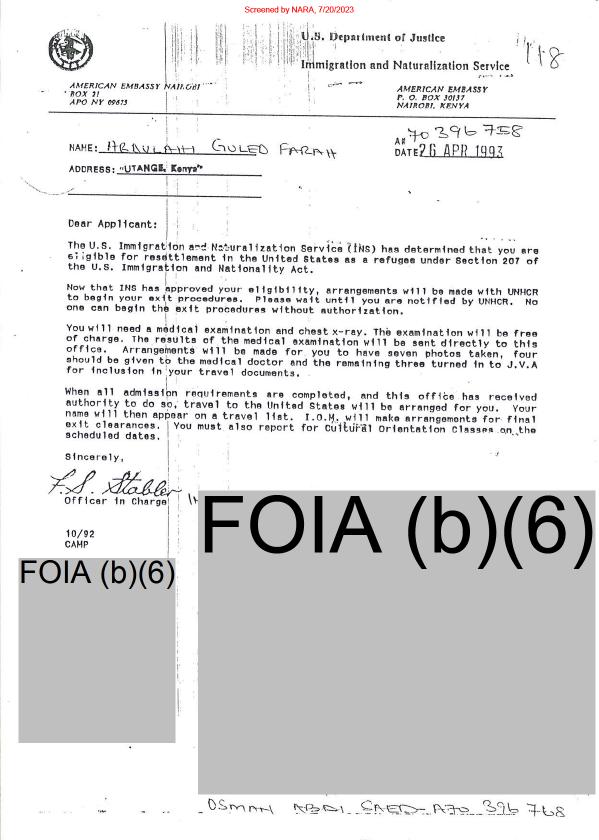 Screened by NARA, 7/20/2023
U.S. Department of Justice
118
Immigration and Naturalization Service
AMERICAN EMBASSY NAIROBI
BOX 21
APO NY 09675
AMERICAN EMBASSY
P. O. BOX 30137
NAIROBI, KENYA
NAME: ABDULAHI GULED FARAH
A# 70 396 758
DATE 26 APR 1993
ADDRESS: "UTANGE, Kenya"
Dear Applicant:
The U.S. Immigration and Naturalization Service (INS) has determined that you are
eligible for resettlement in the United States as a refugee under Section 207 of
the U.S. Immigration and Nationality Act.
Now that INS has approved your eligibility, arrangements will be made with UNHCR
to begin your exit procedures. Please wait until you are notified by UNHCR. No
one can begin the exit procedures without authorization.
You will need a medical examination and chest x-ray. The examination will be free
of charge. The results of the medical examination will be sent directly to this
office. Arrangements will be made for you to have seven photos taken, four
should be given to the medical doctor and the remaining three turned in to J.V.A
for inclusion in your travel documents.
When all admission requirements are completed, and this office has received
authority to do so, travel to the United States will be arranged for you. Your
name will then appear on a travel list. I.O.M. will make arrangements for final
exit clearances. You must also report for Cultural Orientation Classes on the
scheduled dates.
Sincerely,
F.S. Stabler
Officer in Charge
10/92
CAMP
FOIA (b)(6)
FOIA (b)(6)
OSMAN ABDI SAED - A70 396 768